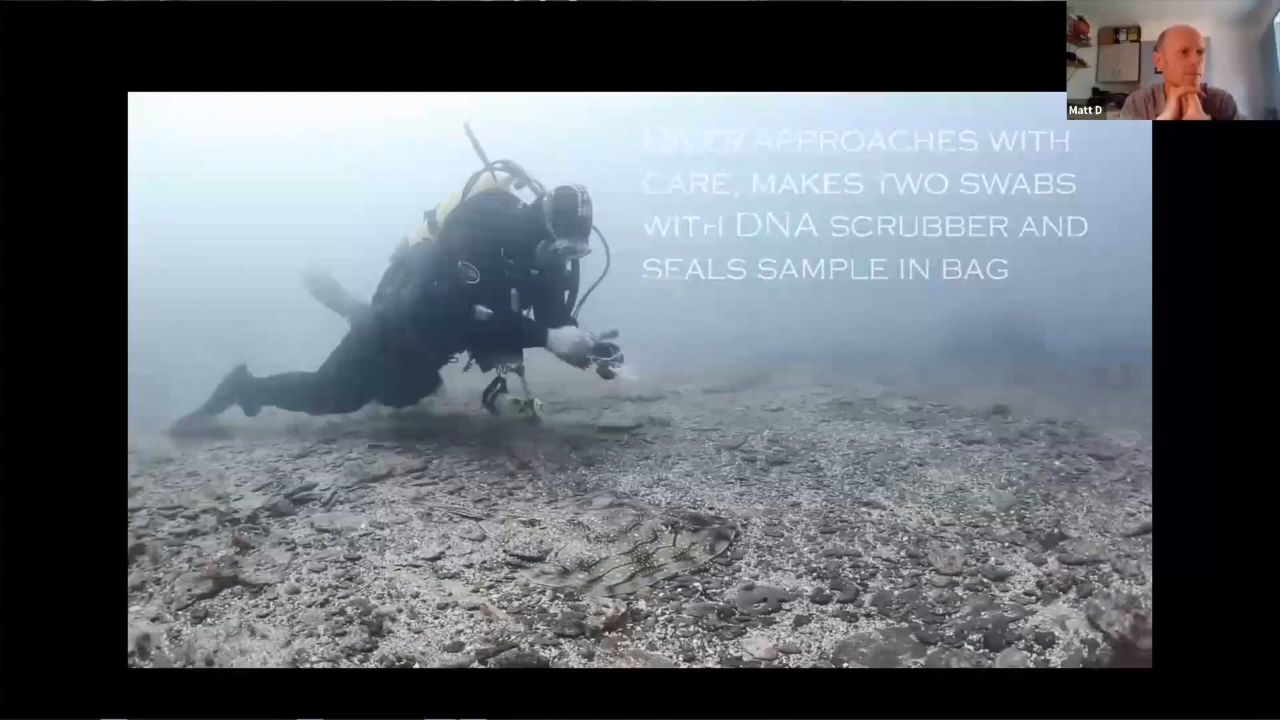 DIVER APPROACHES WITH
CARE, MAKES TWO SWABS
WITH DNA SCRUBBER AND
SEALS SAMPLE IN BAG
Matt D